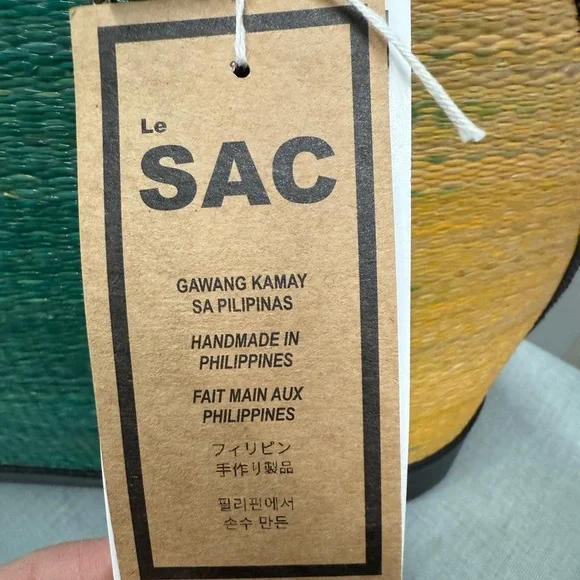 Le
SAC
GAWANG KAMAY
SA PILIPINAS
HANDMADE IN
PHILIPPINES
FAIT MAIN AUX
PHILIPPINES
フィリピン
手作り製品
필리핀에서
손수 만든